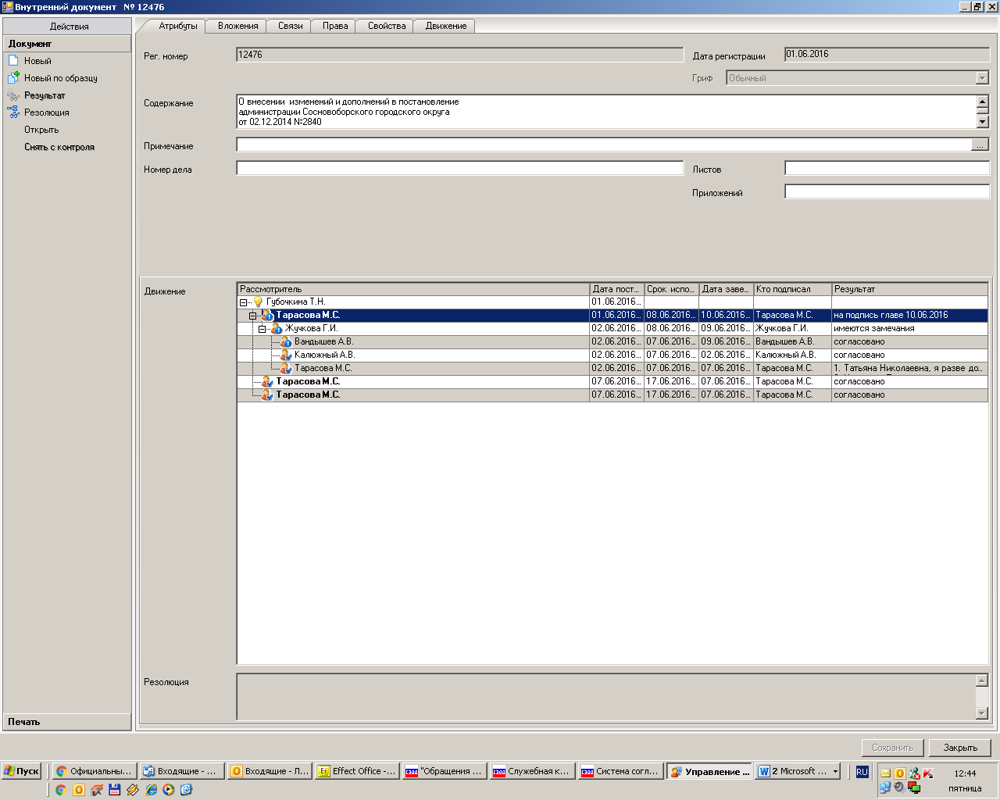 Внутренний документ № 12476
Действия
Документ
Новый
Новый по образцу
Результат
Резолюция
Открыть
Снять с контроля
Печать
Атрибуты Вложения Связи Права Свойства Движение
Рег. номер 12476 Дата регистрации 01.06.2016
Гриф Обычный
Содержание О внесении изменений и дополнений в постановление
администрации Сосновоборского городского округа
от 02.12.2014 №2840
Примечание ...
Номер дела Листов
Приложений
Движение
Рассмотритель Дата пост... Срок испо... Дата заве... Кто подписал Результат
Губочкина Т.Н. 01.06.2016...
Тарасова М.С. 01.06.2016... 08.06.2016... 10.06.2016... Тарасова М.С. на подпись главе 10.06.2016
Жучкова Г.И. 02.06.2016... 08.06.2016... 09.06.2016... Жучкова Г.И. имеются замечания
Вандышев А.В. 02.06.2016... 07.06.2016... 09.06.2016... Вандышев А.В. согласовано
Калюжный А.В. 02.06.2016... 07.06.2016... 02.06.2016... Калюжный А.В. согласовано
Тарасова М.С. 02.06.2016... 07.06.2016... 07.06.2016... Тарасова М.С. 1. Татьяна Николаевна, я разве до...
Тарасова М.С. 07.06.2016... 17.06.2016... 07.06.2016... Тарасова М.С. согласовано
Тарасова М.С. 07.06.2016... 17.06.2016... 07.06.2016... Тарасова М.С. согласовано
Резолюция
Сохранить Закрыть
Пуск Официальны... Входящие - ... Входящие - Л... Effect Office -... "Обращения ... Служебная к... Система согл... Управление ... 2 Microsoft ... RU 12:44
пятница